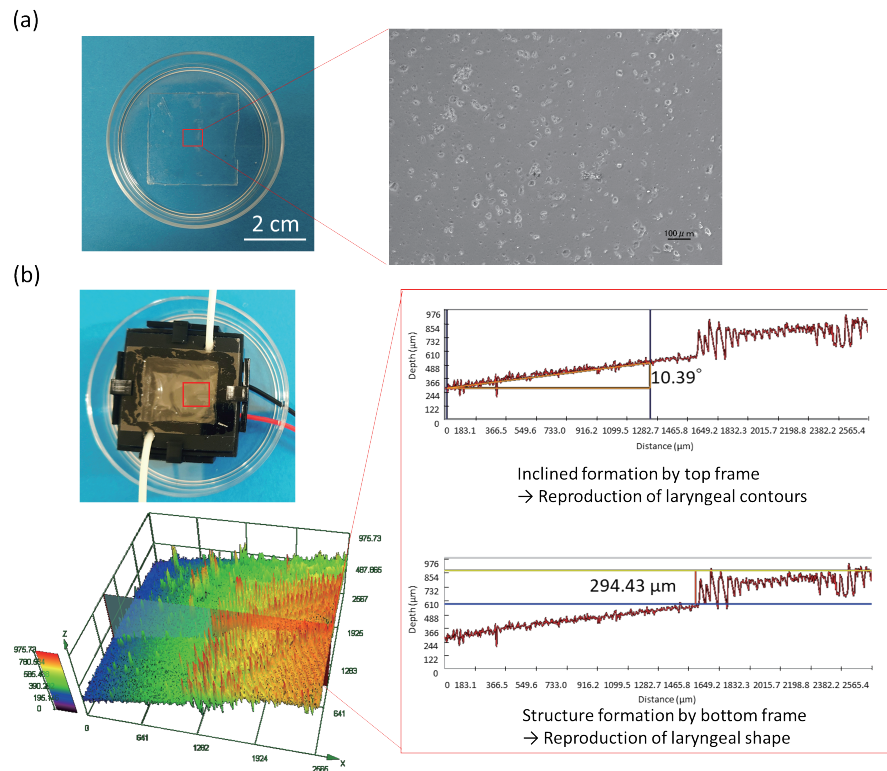 (a)
2 cm
100μm
(b)
976
854
732
610
488
366
244
122
0
Depth (μm)
10.39°
0 183.1 366.5 549.6 733.0 916.2 1099.5 1282.7 1465.8 1649.2 1832.3 2015.7 2198.8 2382.2 2565.4
Distance (μm)
Inclined formation by top frame
→ Reproduction of laryngeal contours
976
854
732
610
488
366
244
122
0
Depth (μm)
294.43 μm
0 183.1 366.5 549.6 733.0 916.2 1099.5 1282.7 1465.8 1649.2 1832.3 2015.7 2198.8 2382.2 2565.4
Distance (μm)
Structure formation by bottom frame
→ Reproduction of laryngeal shape
975.73
487.865
2567
1925
1283
641
Z
975.73
195.
0
0
641
1282
1924
2565
X